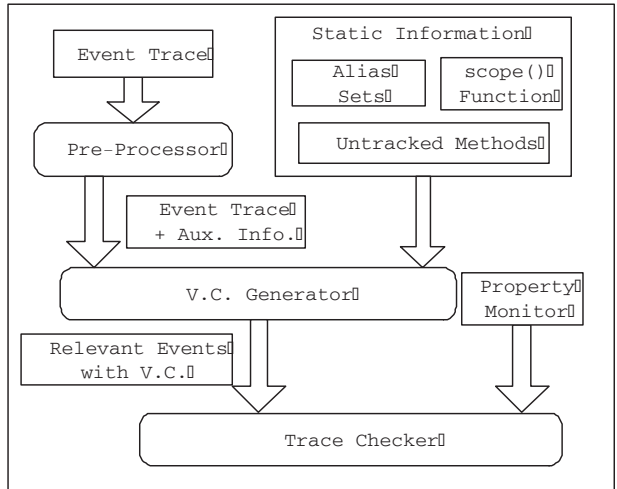 Event Trace
Static Information
Alias
Sets
scope()
Function
Pre-Processor
Untracked Methods
Event Trace
+ Aux. Info.
V.C. Generator
Property
Monitor
Relevant Events
with V.C.
Trace Checker